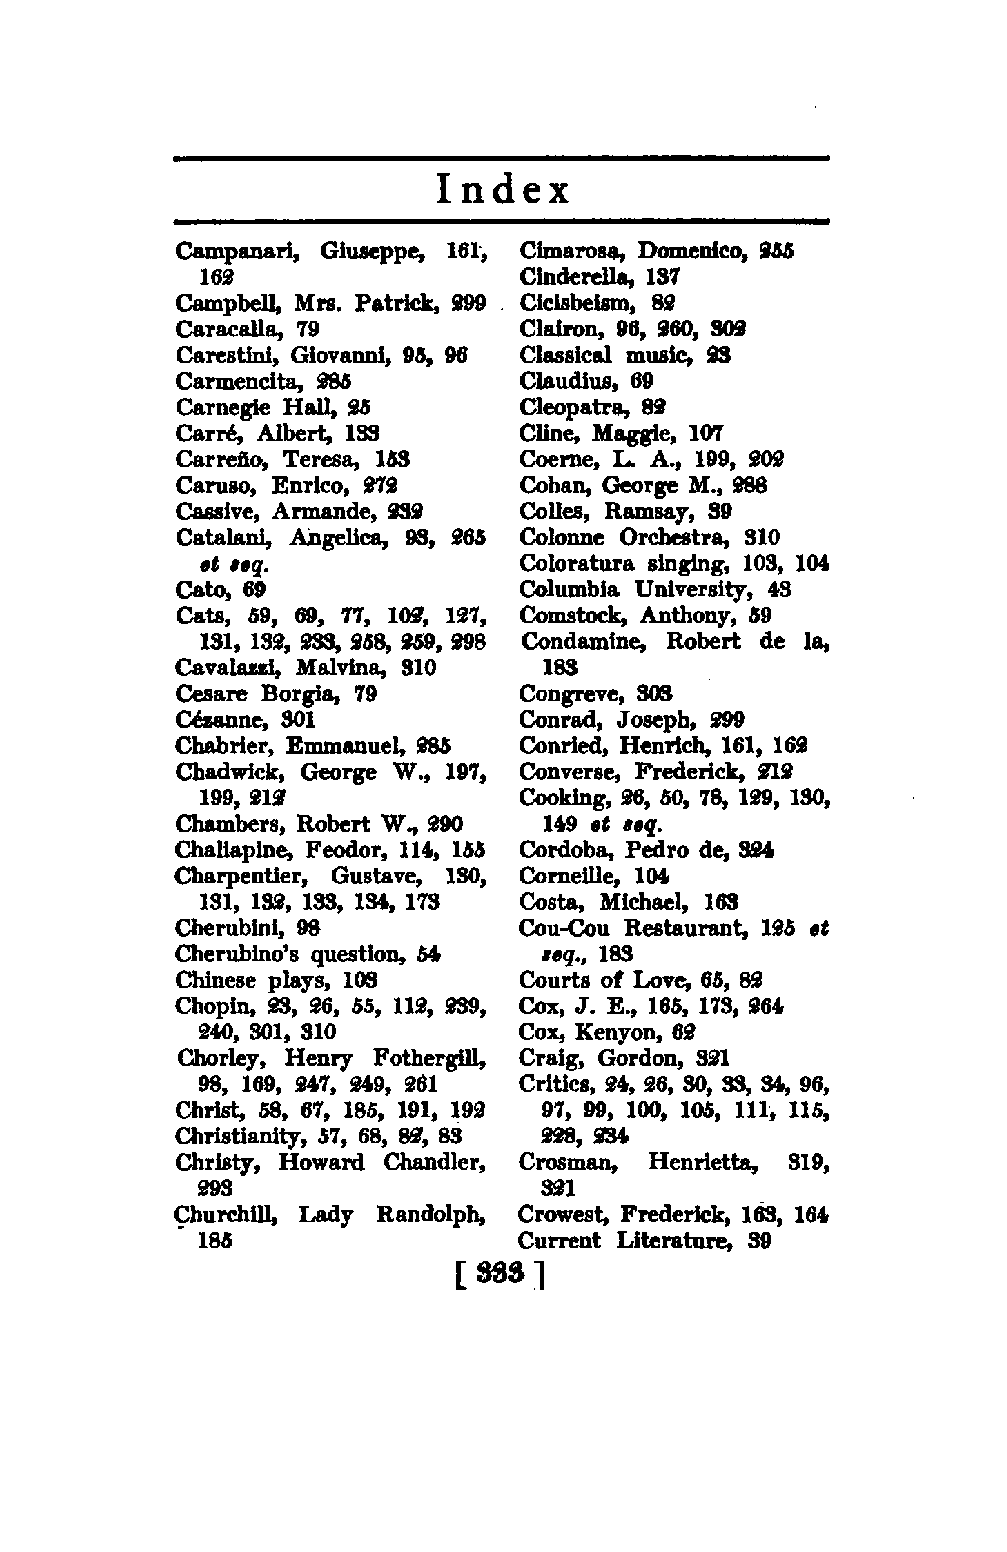 Index
Campanari, Giuseppe, 161,
162
Campbell, Mrs. Patrick, 299
Caracalla, 79
Carestini, Giovanni, 95, 96
Carmencita, 285
Carnegie Hall, 25
Carré, Albert, 133
Carreño, Teresa, 153
Caruso, Enrico, 272
Cassive, Armande, 232
Catalani, Angelica, 93, 265
et seq.
Cato, 69
Cats, 59, 69, 77, 102, 127,
131, 132, 233, 258, 259, 298
Cavalazzi, Malvina, 310
Cesare Borgia, 79
Cézanne, 301
Chabrier, Emmanuel, 285
Chadwick, George W., 197,
199, 212
Chambers, Robert W., 290
Chaliapine, Feodor, 114, 155
Charpentier, Gustave, 130,
131, 132, 133, 134, 173
Cherubini, 98
Cherubino's question, 54
Chinese plays, 103
Chopin, 23, 26, 55, 112, 239,
240, 301, 310
Chorley, Henry Fothergill,
98, 169, 247, 249, 261
Christ, 58, 67, 185, 191, 192
Christianity, 57, 68, 82, 83
Christy, Howard Chandler,
293
Churchill, Lady Randolph,
185
Cimarosa, Domenico, 255
Cinderella, 137
Cicisbeism, 82
Clairon, 96, 260, 302
Classical music, 23
Claudius, 69
Cleopatra, 82
Cline, Maggie, 107
Coerne, L. A., 199, 202
Cohan, George M., 288
Colles, Ramsay, 39
Colonne Orchestra, 310
Coloratura singing, 103, 104
Columbia University, 43
Comstock, Anthony, 59
Condamine, Robert de la,
183
Congreve, 303
Conrad, Joseph, 299
Conried, Henrich, 161, 162
Converse, Frederick, 212
Cooking, 26, 50, 78, 129, 130,
149 et seq.
Cordoba, Pedro de, 324
Corneille, 104
Costa, Michael, 163
Cou-Cou Restaurant, 125 et
seq., 183
Courts of Love, 65, 82
Cox, J. E., 165, 173, 264
Cox, Kenyon, 62
Craig, Gordon, 321
Critics, 24, 26, 30, 33, 34, 96,
97, 99, 100, 105, 111, 115,
228, 234
Crosman, Henrietta, 319,
321
Crowest, Frederick, 163, 164
Current Literature, 39
[ 333 ]